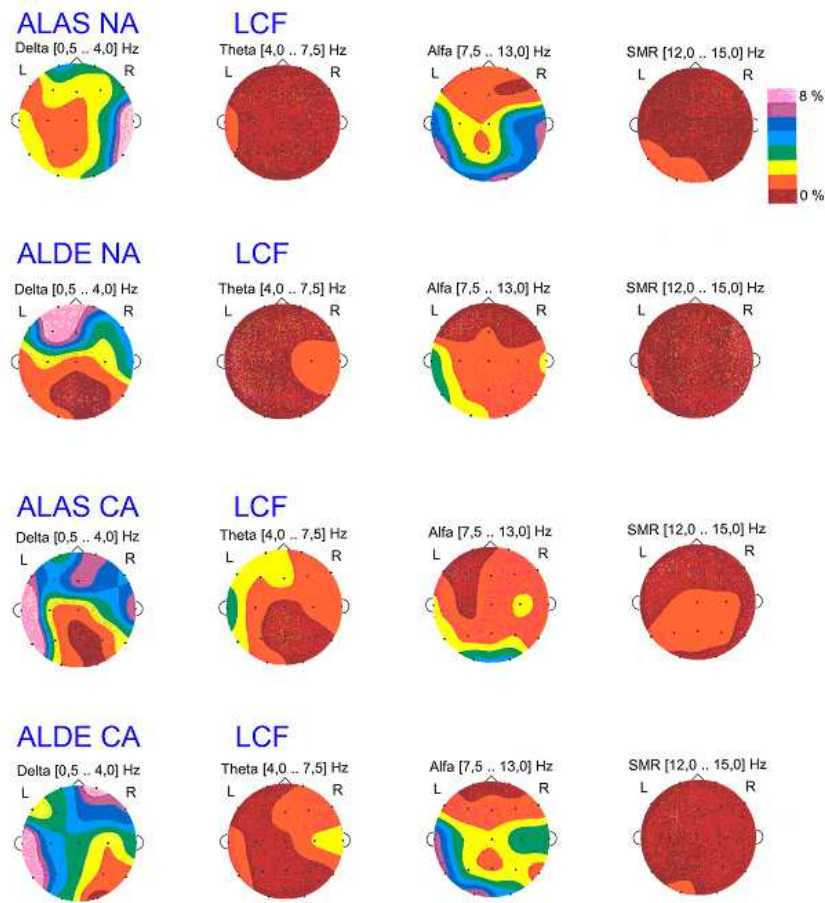 ALAS NA LCF
Delta [0,5 .. 4,0] Hz Theta [4,0 .. 7,5] Hz Alfa [7,5 .. 13,0] Hz SMR [12,0 .. 15,0] Hz
L R L R L R L R
8 %
0 %
ALDE NA LCF
Delta [0,5 .. 4,0] Hz Theta [4,0 .. 7,5] Hz Alfa [7,5 .. 13,0] Hz SMR [12,0 .. 15,0] Hz
L R L R L R L R
ALAS CA LCF
Delta [0,5 .. 4,0] Hz Theta [4,0 .. 7,5] Hz Alfa [7,5 .. 13,0] Hz SMR [12,0 .. 15,0] Hz
L R L R L R L R
ALDE CA LCF
Delta [0,5 .. 4,0] Hz Theta [4,0 .. 7,5] Hz Alfa [7,5 .. 13,0] Hz SMR [12,0 .. 15,0] Hz
L R L R L R L R